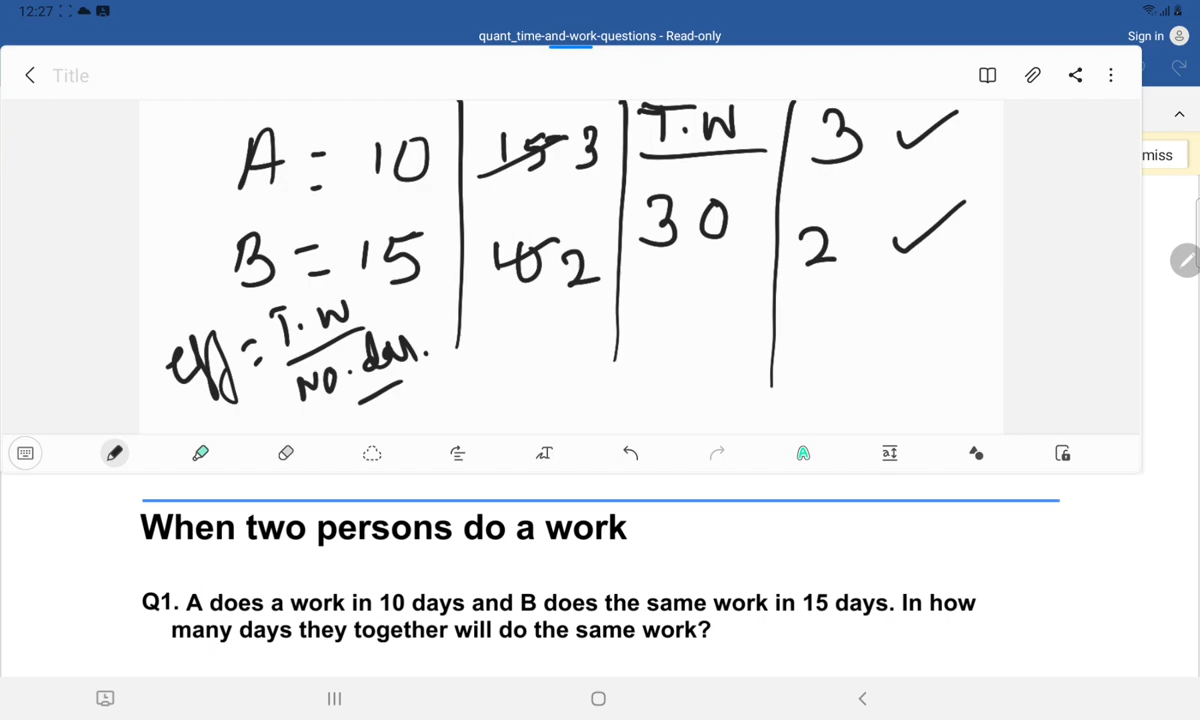 12:27
quant_time-and-work-questions - Read-only
Sign in
Title
miss
A = 10 15 3 T.W 3 ✓
B = 15 10 2 30 2 ✓
eff = T.W
No. days.
When two persons do a work
Q1. A does a work in 10 days and B does the same work in 15 days. In how
many days they together will do the same work?